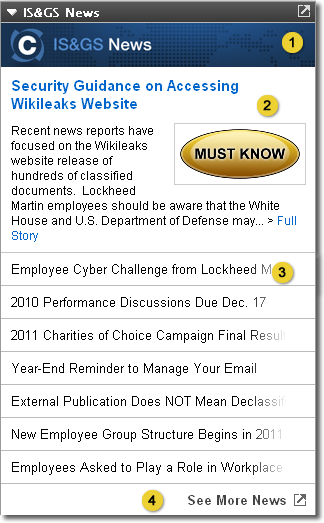 IS&GS News
C IS&GS News 1
Security Guidance on Accessing
Wikileaks Website
2
Recent news reports have
focused on the Wikileaks
website release of
hundreds of classified
documents. Lockheed
Martin employees should be aware that the White
House and U.S. Department of Defense may... > Full
Story
MUST KNOW
Employee Cyber Challenge from Lockheed M 3
2010 Performance Discussions Due Dec. 17
2011 Charities of Choice Campaign Final Result
Year-End Reminder to Manage Your Email
External Publication Does NOT Mean Declassif
New Employee Group Structure Begins in 2011
Employees Asked to Play a Role in Workplace
4 See More News